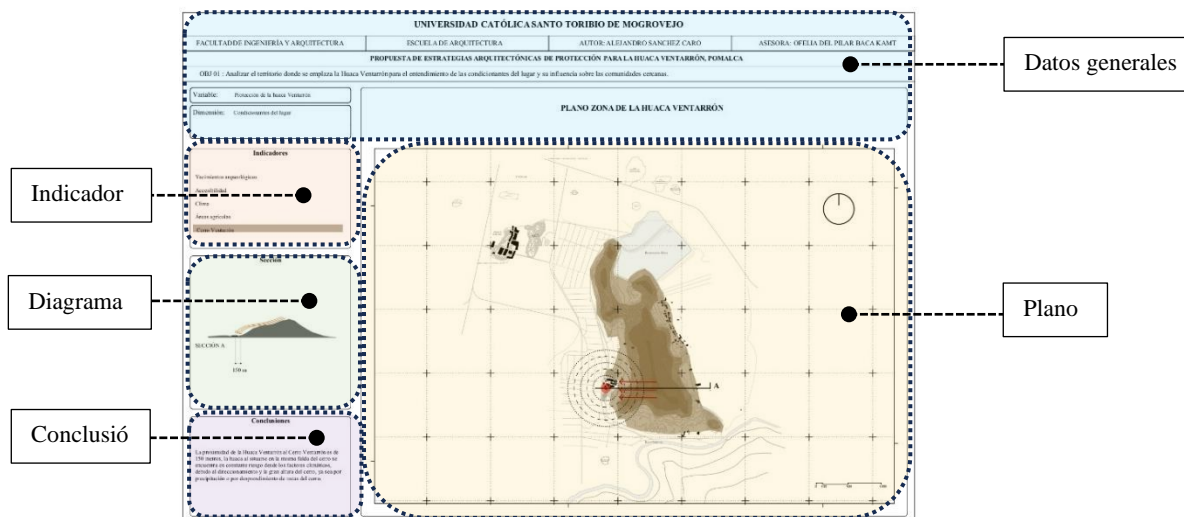 UNIVERSIDAD CATÓLICA SANTO TORIBIO DE MOGROVEJO
FACULTAD DE INGENIERÍA Y ARQUITECTURA
ESCUELA DE ARQUITECTURA
AUTOR: ALEJANDRO SANCHEZ CARO
ASESORA: OFELIA DEL PILAR BACA KAMT
PROPUESTA DE ESTRATEGIAS ARQUITECTÓNICAS DE PROTECCIÓN PARA LA HUACA VENTARRÓN, POMALCA
OBJ 01 : Analizar el territorio donde se emplaza la Huaca Ventarrón para el entendimiento de las condicionantes del lugar y su influencia sobre las comunidades cercanas.
Datos generales
Variable: Protección de la huaca Ventarrón
Dimensión: Condicionantes del lugar
PLANO ZONA DE LA HUACA VENTARRÓN
Indicadores
Yacimientos arqueológicos
Accesibilidad
Clima
Áreas agrícolas
Cerro Ventarrón
Indicador
Sección
SECCIÓN A
150 m
Diagrama
A
Plano
Conclusiones
La proximidad de la Huaca Ventarrón al Cerro Ventarrón es de
150 metros, la huaca al situarse en la misma falda del cerro se
encuentra en constante riesgo desde los factores climáticos,
debido al direccionamiento y la gran altura del cerro, ya sea por
precipitación o por desprendimiento de rocas del cerro.
Conclusió